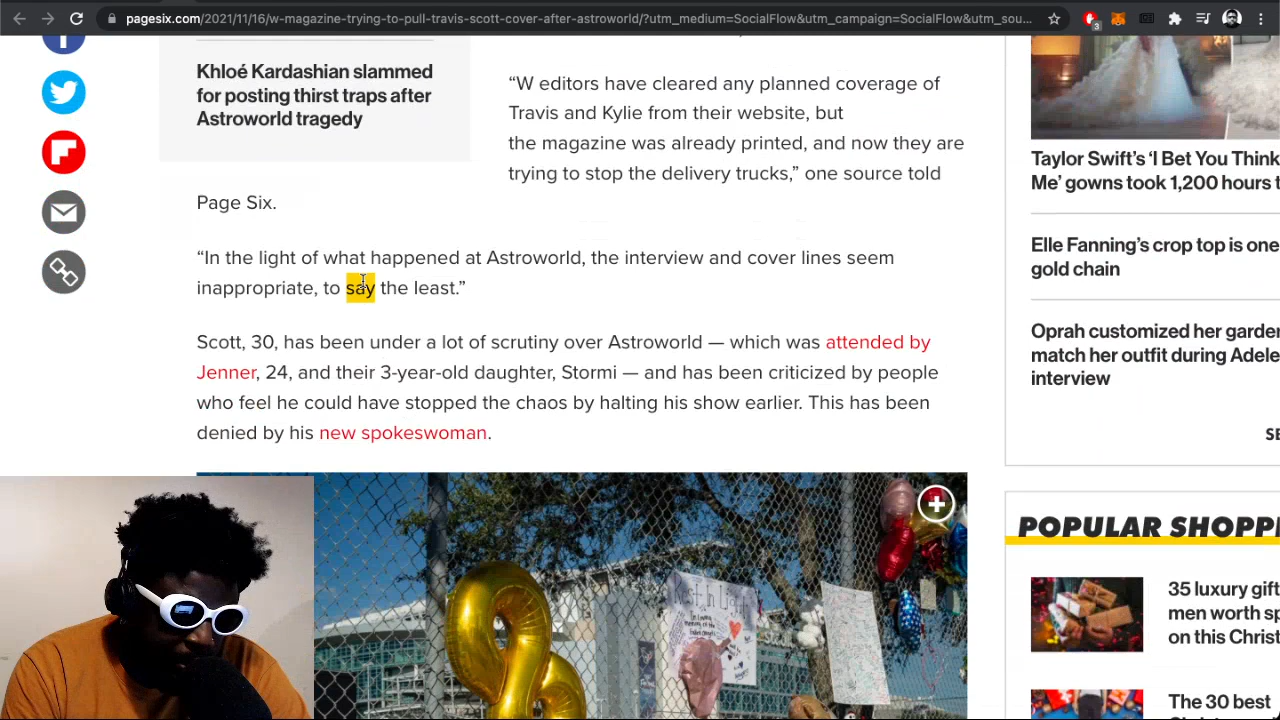 pagesix.com/2021/11/16/w-magazine-trying-to-pull-travis-scott-cover-after-astroworld/?utm_medium=SocialFlow&utm_campaign=SocialFlow&utm_sou...
3
Khloé Kardashian slammed
for posting thirst traps after
Astroworld tragedy
“W editors have cleared any planned coverage of
Travis and Kylie from their website, but
the magazine was already printed, and now they are
trying to stop the delivery trucks,” one source told
Page Six.
“In the light of what happened at Astroworld, the interview and cover lines seem
inappropriate, to say the least.”
Scott, 30, has been under a lot of scrutiny over Astroworld — which was attended by
Jenner, 24, and their 3-year-old daughter, Stormi — and has been criticized by people
who feel he could have stopped the chaos by halting his show earlier. This has been
denied by his new spokeswoman.
Taylor Swift’s ‘I Bet You Think
Me’ gowns took 1,200 hours t
Elle Fanning’s crop top is one
gold chain
Oprah customized her garde
match her outfit during Adele
interview
SE
POPULAR SHOPPI
35 luxury gift
men worth sp
on this Christ
The 30 best